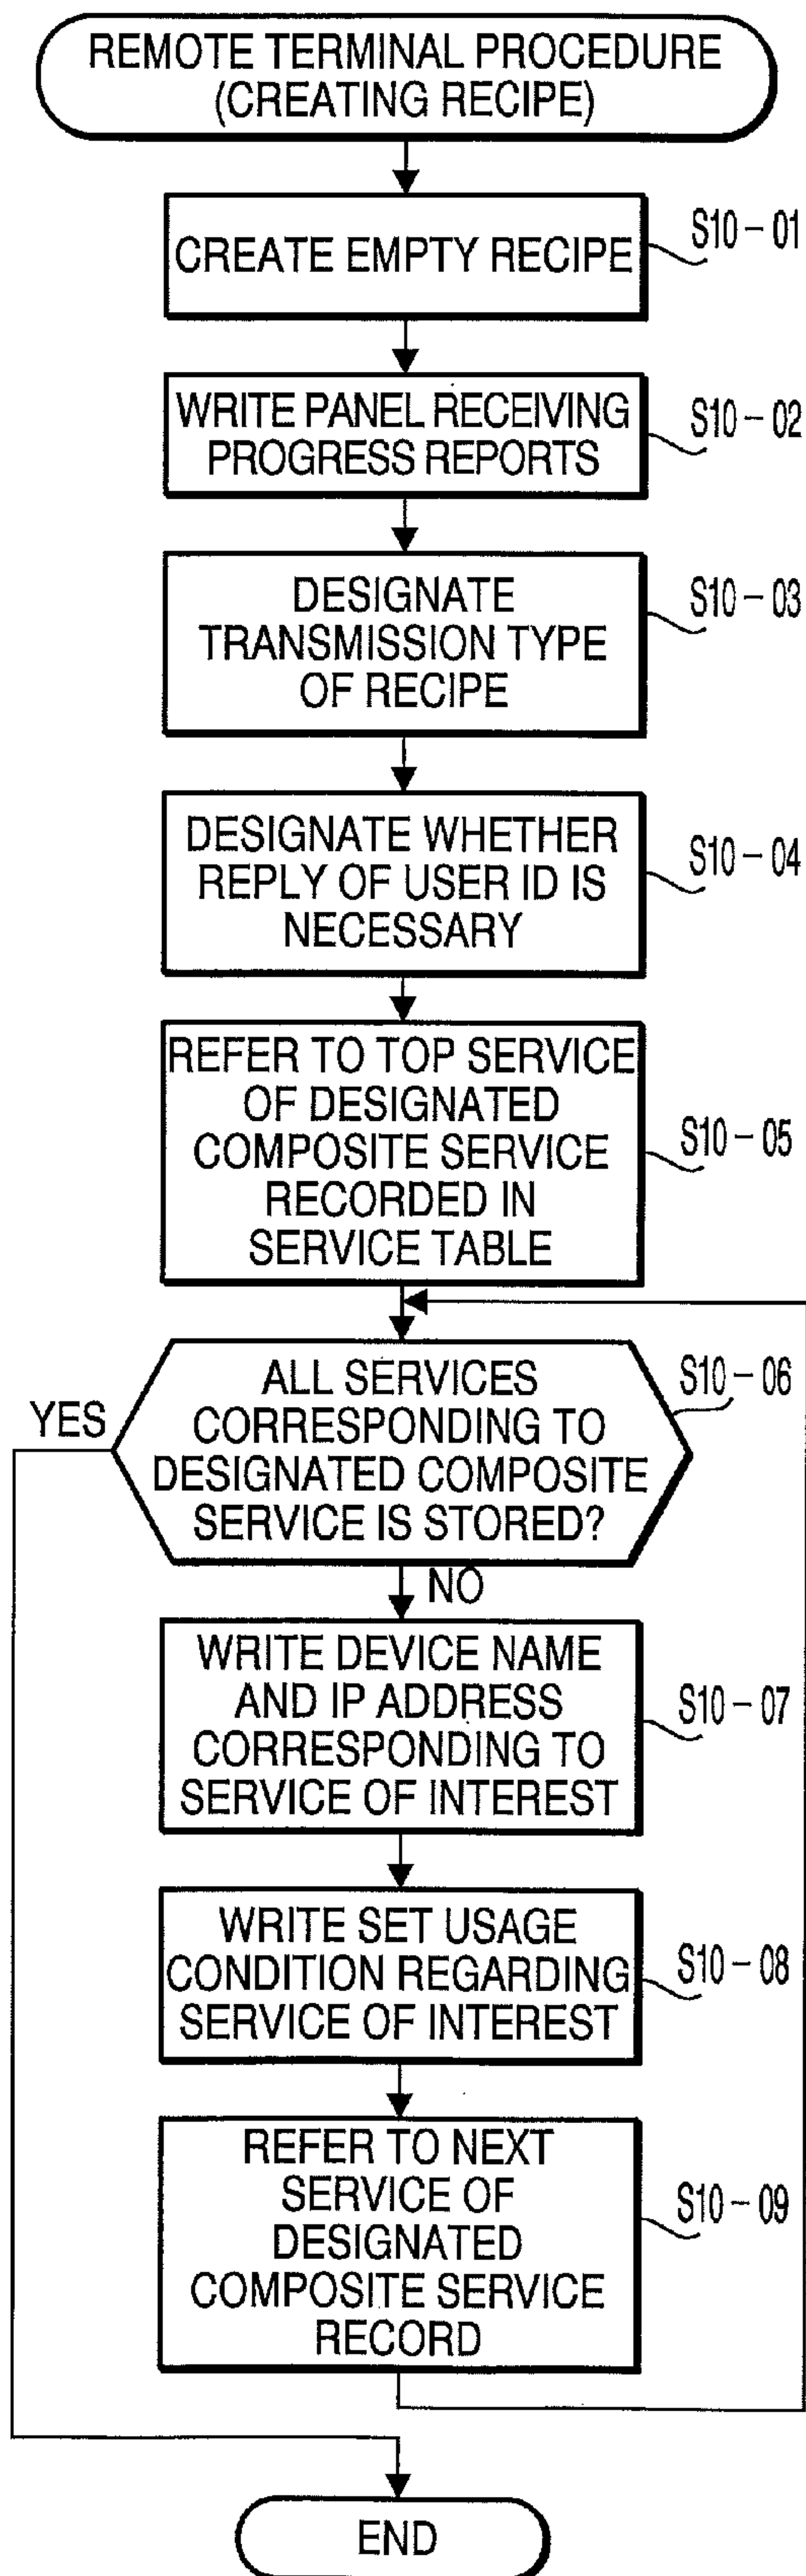 REMOTE TERMINAL PROCEDURE
(CREATING RECIPE)
CREATE EMPTY RECIPE
S10-01
WRITE PANEL RECEIVING
PROGRESS REPORTS
S10-02
DESIGNATE
TRANSMISSION TYPE
OF RECIPE
S10-03
DESIGNATE WHETHER
REPLY OF USER ID IS
NECESSARY
S10-04
REFER TO TOP SERVICE
OF DESIGNATED
COMPOSITE SERVICE
RECORDED IN
SERVICE TABLE
S10-05
ALL SERVICES
CORRESPONDING TO
DESIGNATED COMPOSITE
SERVICE IS STORED?
S10-06
YES
NO
WRITE DEVICE NAME
AND IP ADDRESS
CORRESPONDING TO
SERVICE OF INTEREST
S10-07
WRITE SET USAGE
CONDITION REGARDING
SERVICE OF INTEREST
S10-08
REFER TO NEXT
SERVICE OF
DESIGNATED
COMPOSITE SERVICE
RECORD
S10-09
END